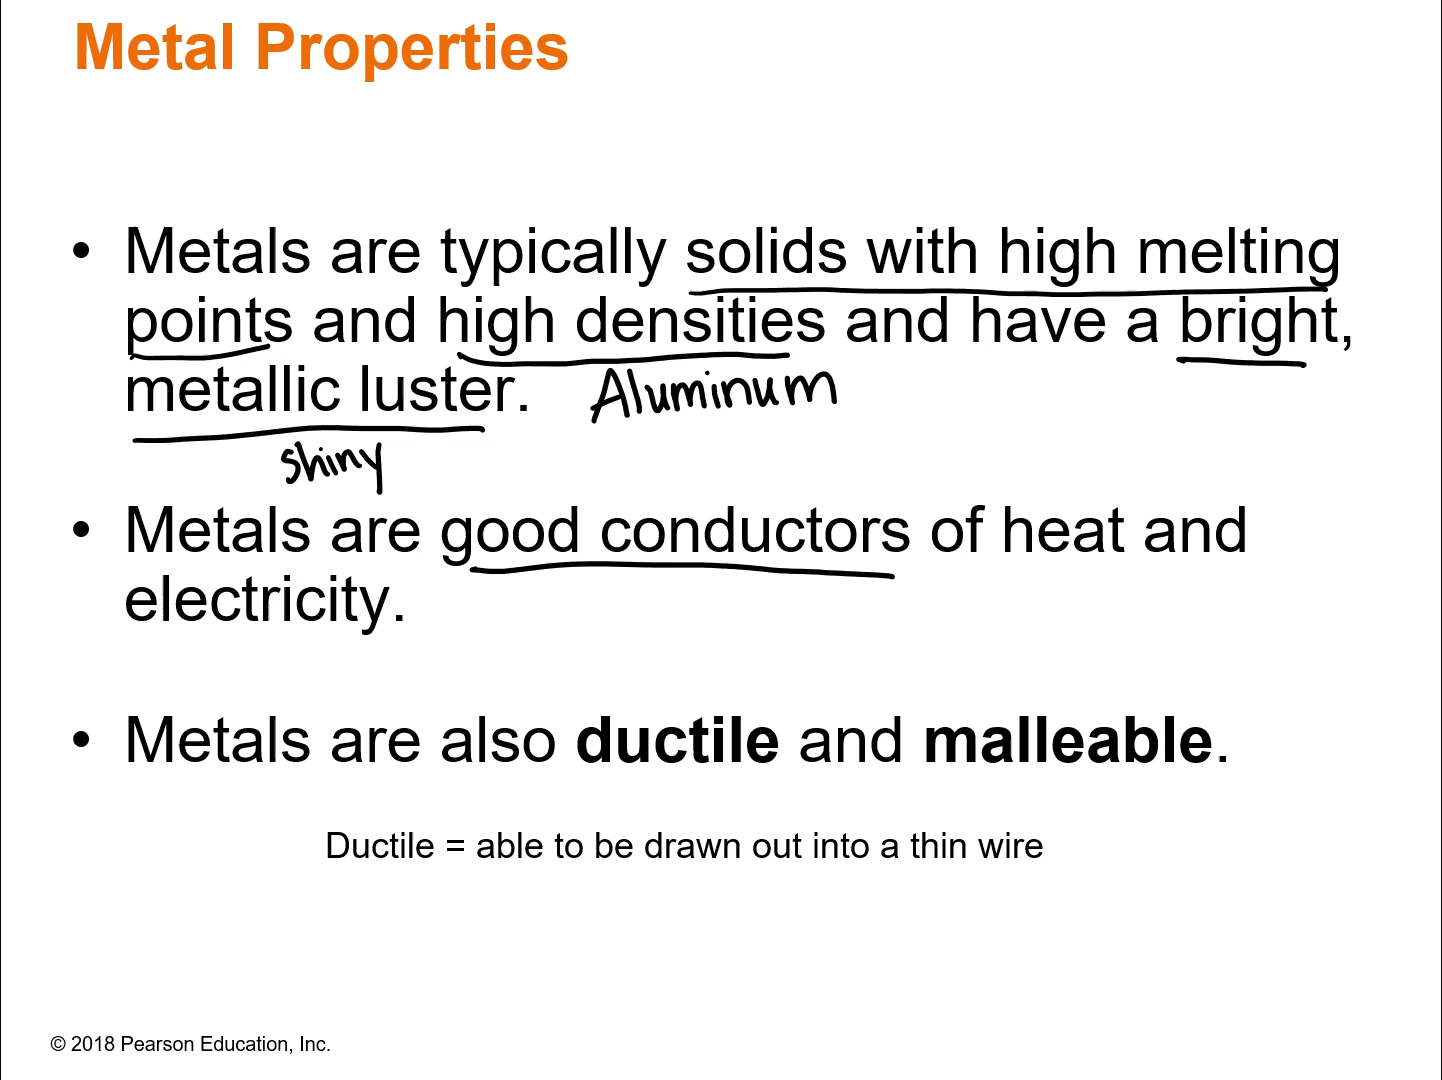 Metal Properties
• Metals are typically solids with high melting
points and high densities and have a bright,
metallic luster. Aluminum
shiny
• Metals are good conductors of heat and
electricity.
• Metals are also ductile and malleable.
Ductile = able to be drawn out into a thin wire
© 2018 Pearson Education, Inc.